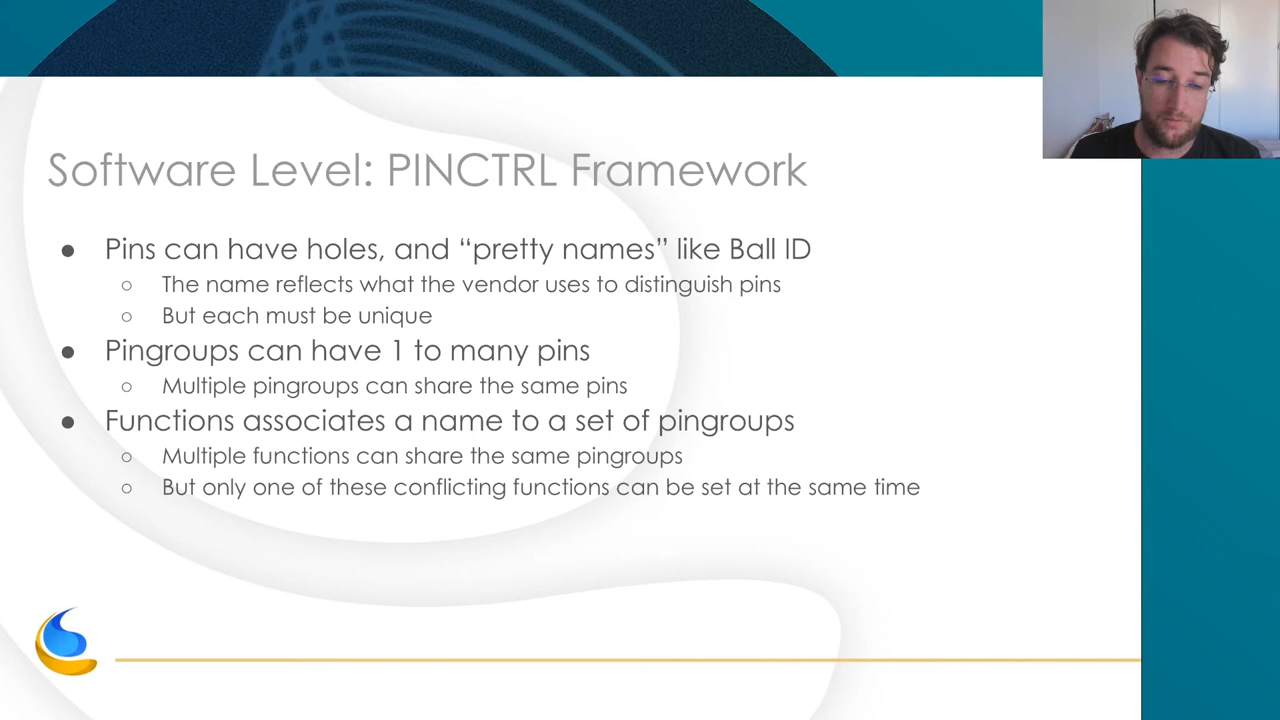 Software Level: PINCTRL Framework
● Pins can have holes, and “pretty names” like Ball ID
○ The name reflects what the vendor uses to distinguish pins
○ But each must be unique
● Pingroups can have 1 to many pins
○ Multiple pingroups can share the same pins
● Functions associates a name to a set of pingroups
○ Multiple functions can share the same pingroups
○ But only one of these conflicting functions can be set at the same time